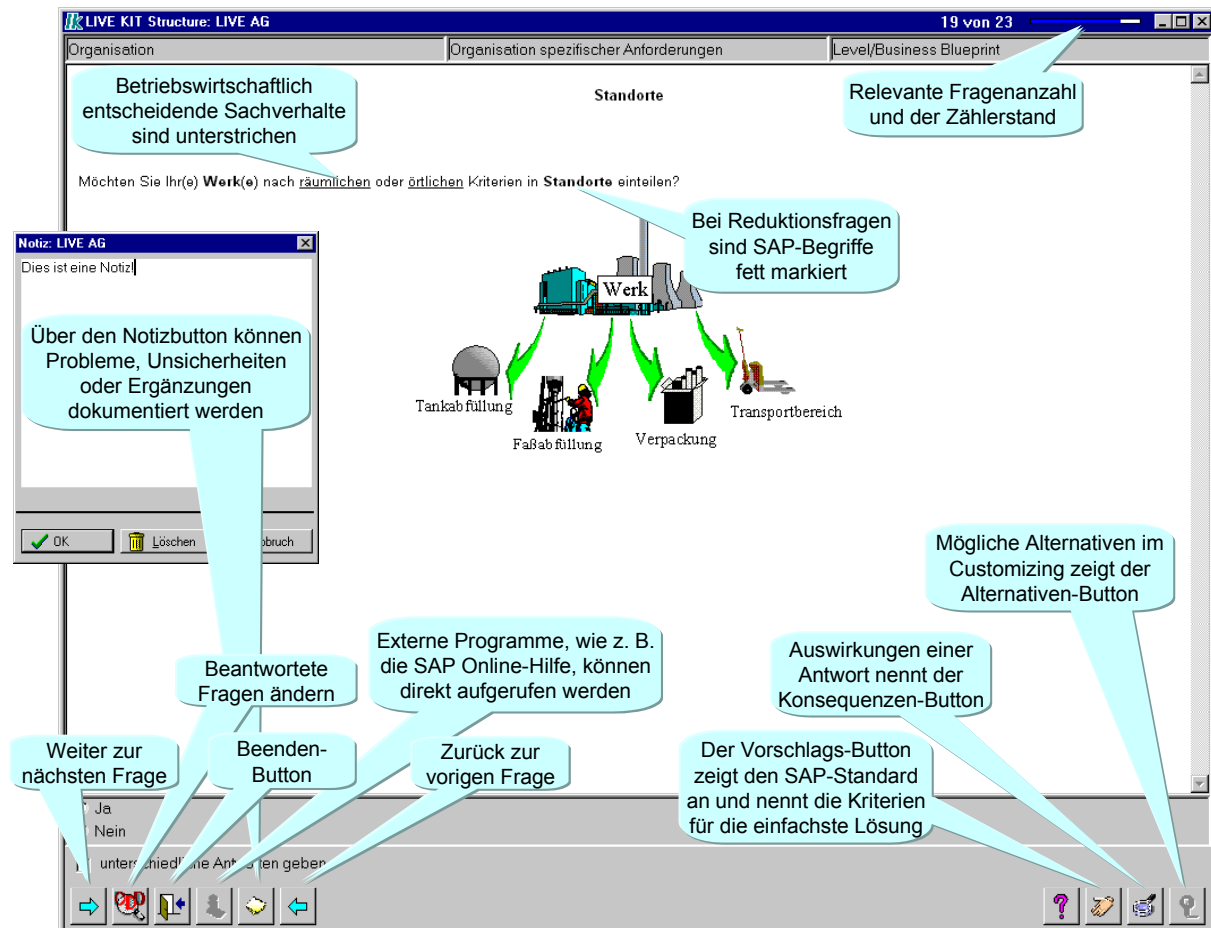 LIVE KIT Structure: LIVE AG
19 von 23
Organisation
Organisation spezifischer Anforderungen
Level/Business Blueprint
Betriebswirtschaftlich
entscheidende Sachverhalte
sind unterstrichen
Standorte
Relevante Fragenanzahl
und der Zählerstand
Möchten Sie Ihr(e) Werk(e) nach räumlichen oder örtlichen Kriterien in Standorte einteilen?
Bei Reduktionsfragen
sind SAP-Begriffe
fett markiert
Notiz: LIVE AG
Dies ist eine Notiz!
Werk
Über den Notizbutton können
Probleme, Unsicherheiten
oder Ergänzungen
dokumentiert werden
Tankabfüllung
Faßabfüllung
Verpackung
Transportbereich
OK
Löschen
bbruch
Mögliche Alternativen im
Customizing zeigt der
Alternativen-Button
Externe Programme, wie z. B.
die SAP Online-Hilfe, können
direkt aufgerufen werden
Auswirkungen einer
Antwort nennt der
Konsequenzen-Button
Beantwortete
Fragen ändern
Weiter zur
nächsten Frage
Beenden-
Button
Zurück zur
vorigen Frage
Der Vorschlags-Button
zeigt den SAP-Standard
an und nennt die Kriterien
für die einfachste Lösung
Ja
Nein
unterschiedliche Antworten geben